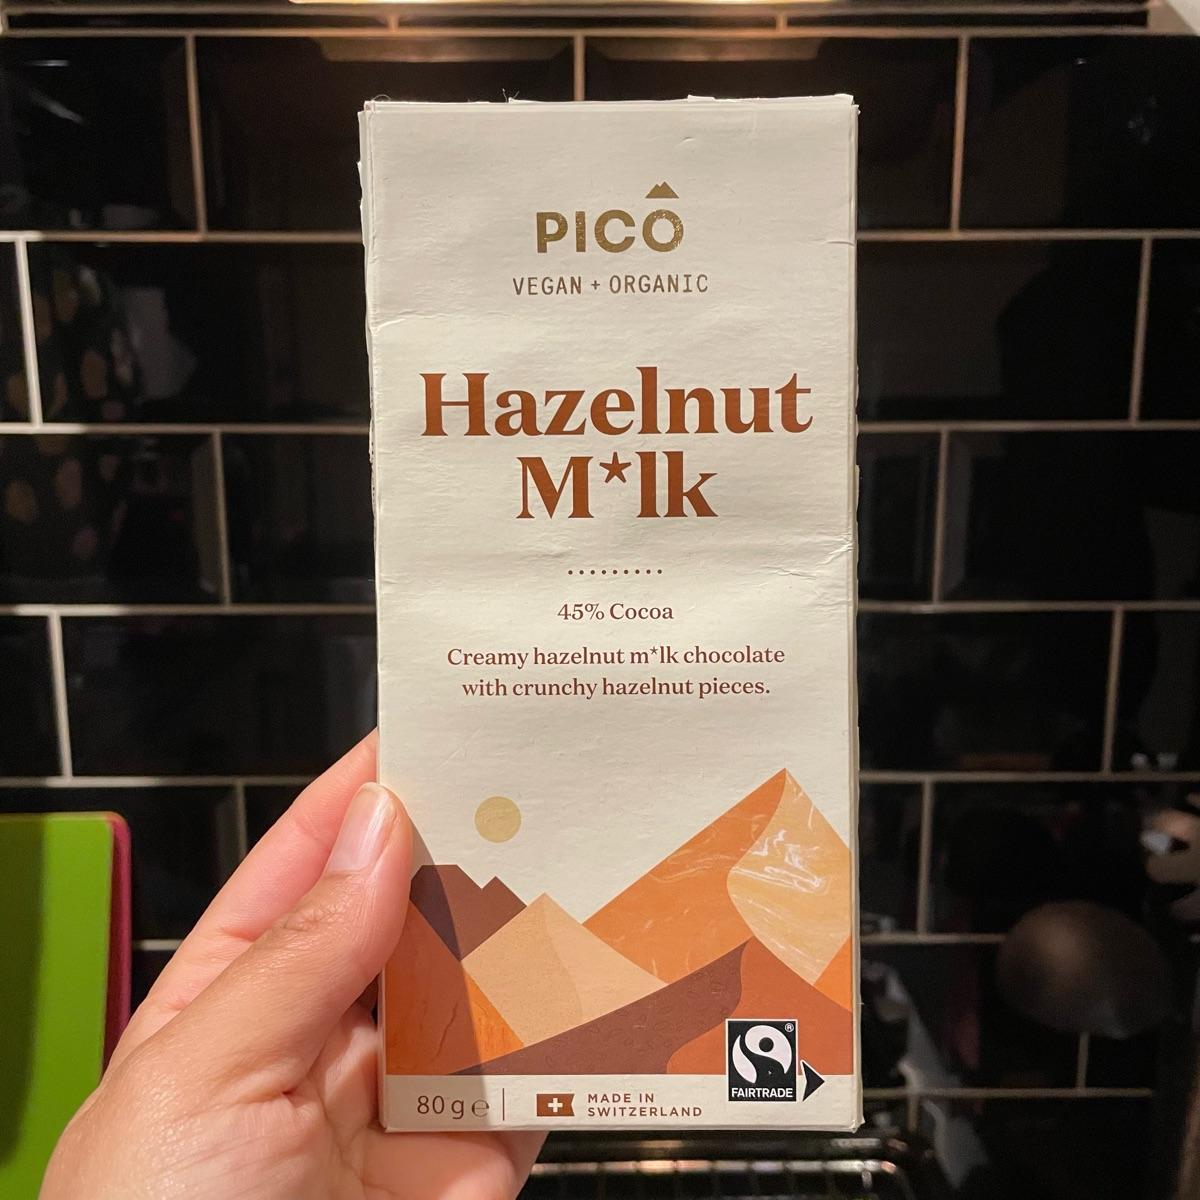 PICÔ
VEGAN + ORGANIC
Hazelnut
M*lk
45% Cocoa
Creamy hazelnut m*lk chocolate
with crunchy hazelnut pieces.
80 g ℮
MADE IN
SWITZERLAND
®
FAIRTRADE